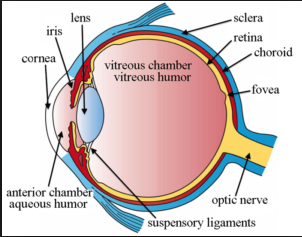 lens
sclera
iris
retina
choroid
cornea
vitreous chamber
vitreous humor
fovea
anterior chamber
aqueous humor
optic nerve
suspensory ligaments